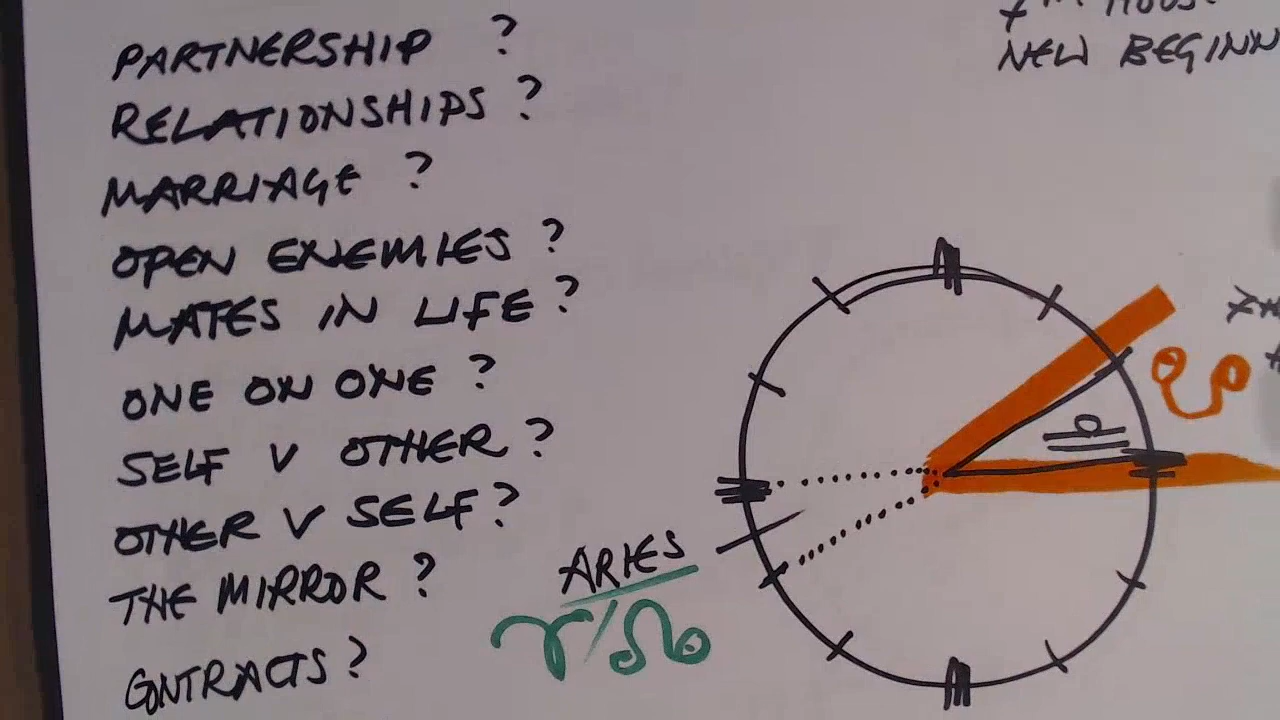 PARTNERSHIP ?
RELATIONSHIPS ?
MARRIAGE ?
OPEN ENEMIES ?
MATES IN LIFE ?
ONE ON ONE ?
SELF V OTHER ?
OTHER V SELF ?
THE MIRROR ?
CONTRACTS ?
NEW BEGINN
ARIES
♈/☊
☋
♎